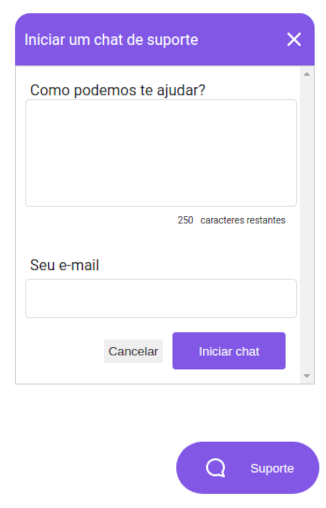 Iniciar um chat de suporte
Como podemos te ajudar?
250 caracteres restantes
Seu e-mail
Cancelar Iniciar chat
Suporte